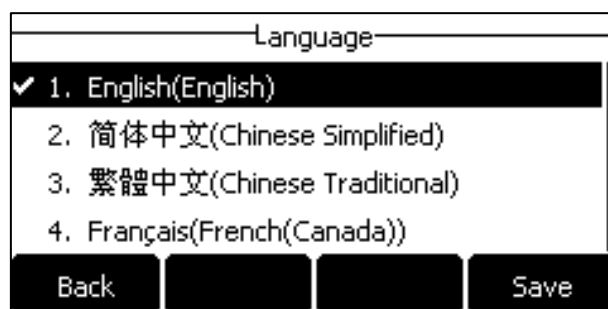 Language
✔ 1. English(English)
2. 简体中文(Chinese Simplified)
3. 繁體中文(Chinese Traditional)
4. Français(French(Canada))
Back Save